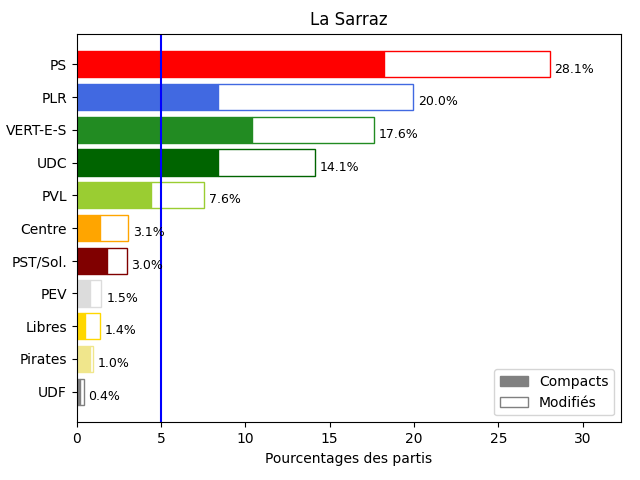 La Sarraz
PS 28.1%
PLR 20.0%
VERT-E-S 17.6%
UDC 14.1%
PVL 7.6%
Centre 3.1%
PST/Sol. 3.0%
PEV 1.5%
Libres 1.4%
Pirates 1.0%
UDF 0.4%
Compacts
Modifiés
0 5 10 15 20 25 30
Pourcentages des partis